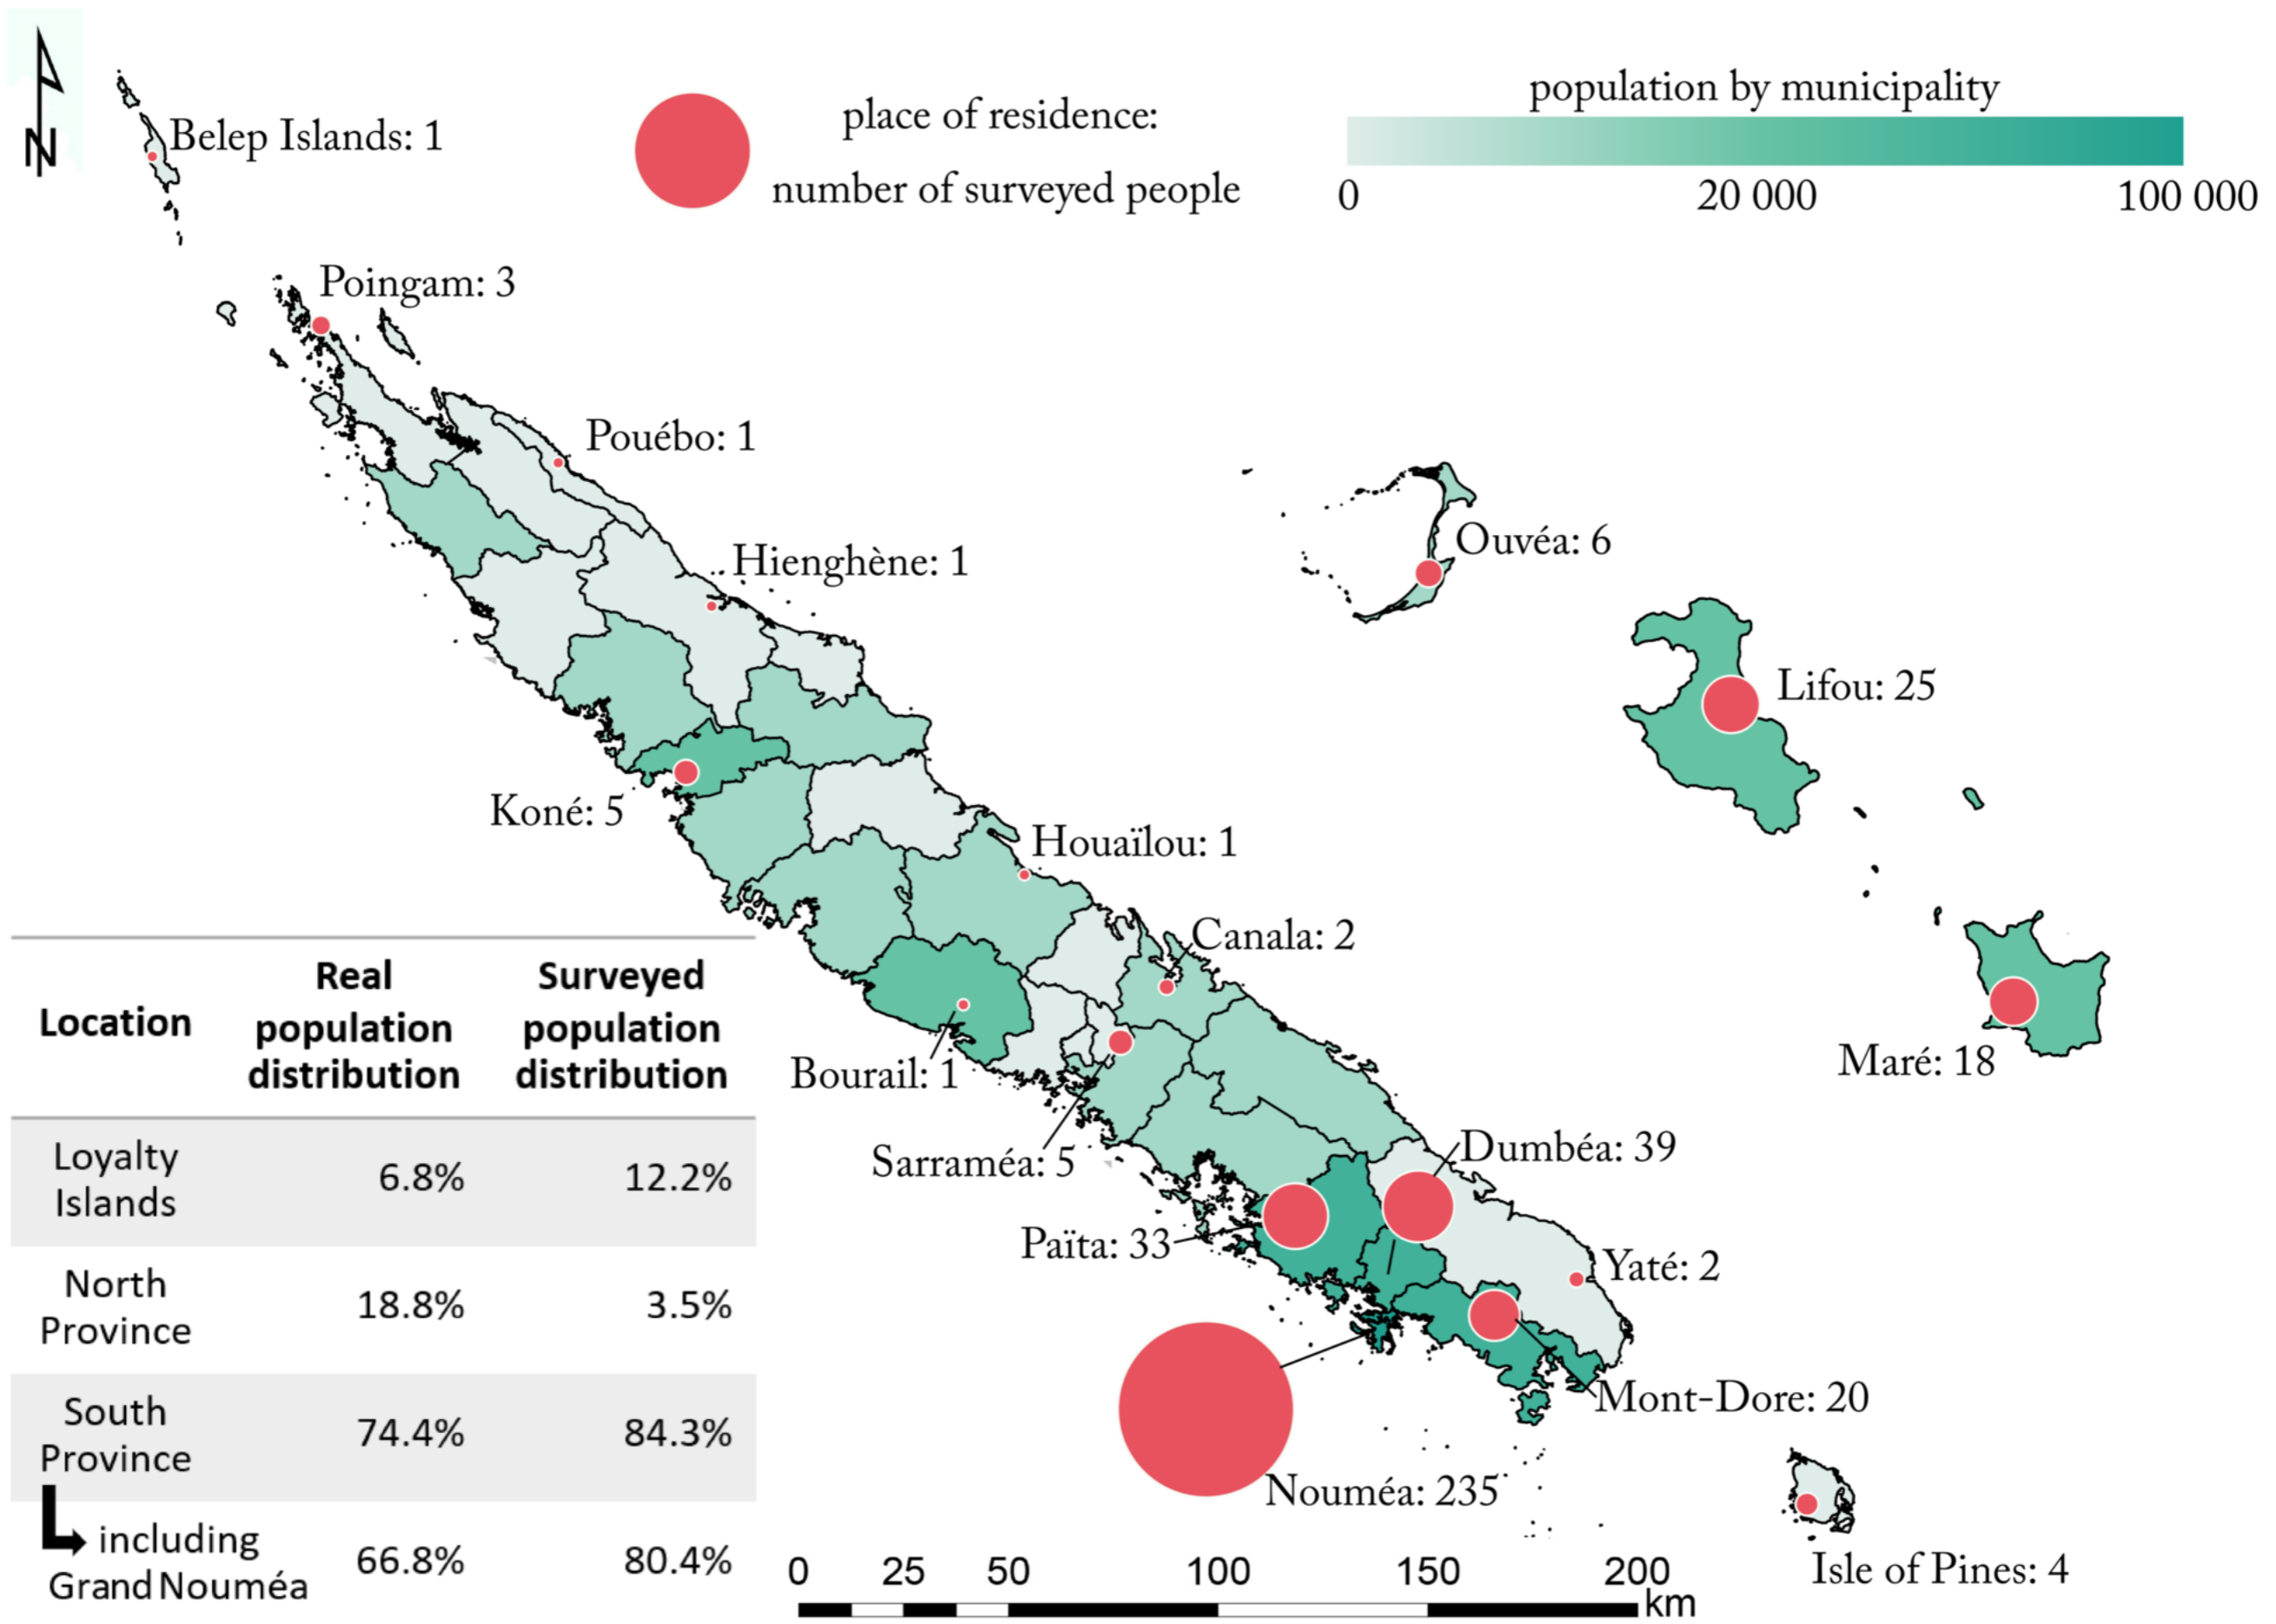 N
Belep Islands: 1
place of residence:
number of surveyed people
population by municipality
0 20 000 100 000
Poingam: 3
Pouébo: 1
Hienghène: 1
Ouvéa: 6
Lifou: 25
Koné: 5
Houaïlou: 1
Canala: 2
Maré: 18
Bourail: 1
Sarraméa: 5
Dumbéa: 39
Païta: 33
Yaté: 2
Mont-Dore: 20
Nouméa: 235
Isle of Pines: 4
Location Real population distribution Surveyed population distribution
Loyalty Islands 6.8% 12.2%
North Province 18.8% 3.5%
South Province 74.4% 84.3%
including Grand Nouméa 66.8% 80.4%
0 25 50 100 150 200 km